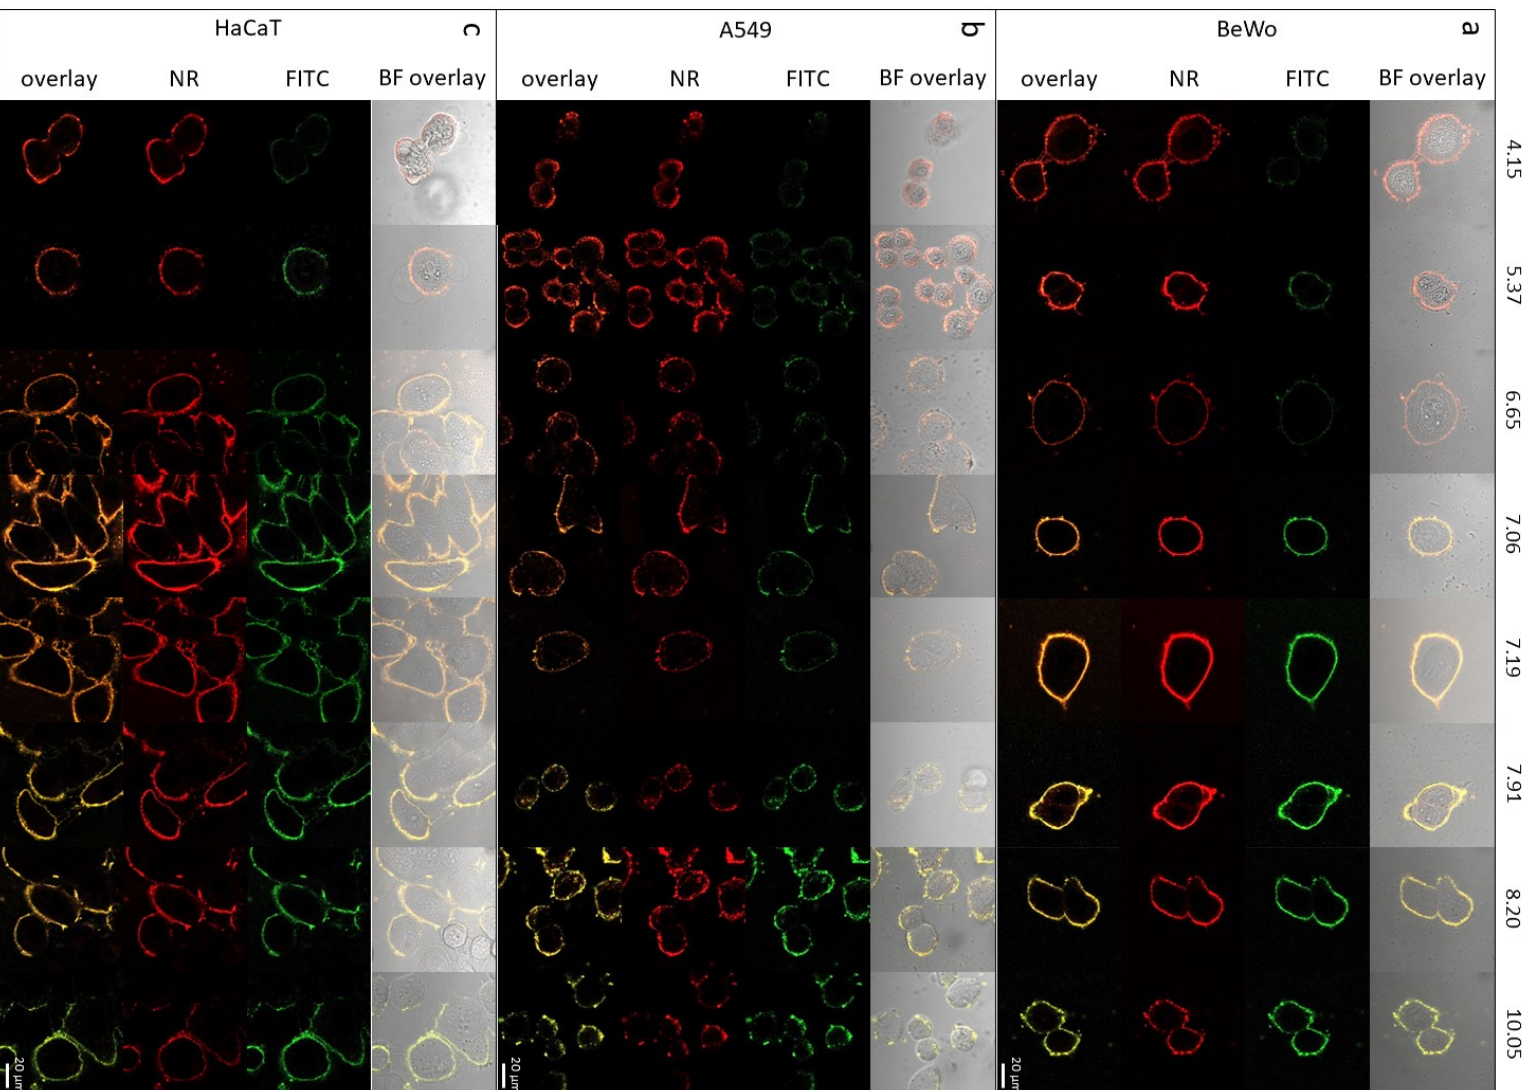 HaCaT
c
A549
b
BeWo
a
overlay NR FITC BF overlay
overlay NR FITC BF overlay
overlay NR FITC BF overlay
4.15
5.37
6.65
7.06
7.19
7.91
8.20
10.05
20 µm
20 µm
20 µm